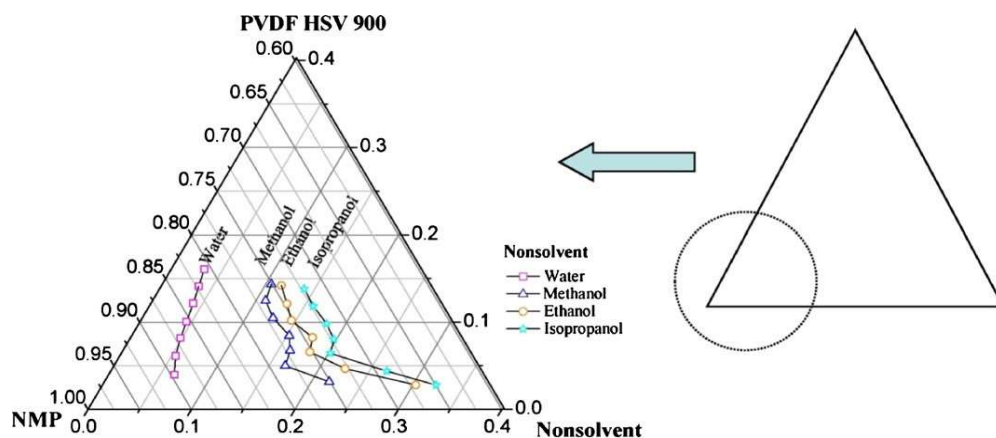 PVDF HSV 900
0.60
0.4
0.65
0.70
0.3
0.75
0.80
0.2
Water
Methanol
Ethanol
Isopropanol
0.85
0.90
0.1
0.95
1.00
0.0
NMP
0.0
0.1
0.2
0.3
0.4
Nonsolvent
Nonsolvent
Water
Methanol
Ethanol
Isopropanol